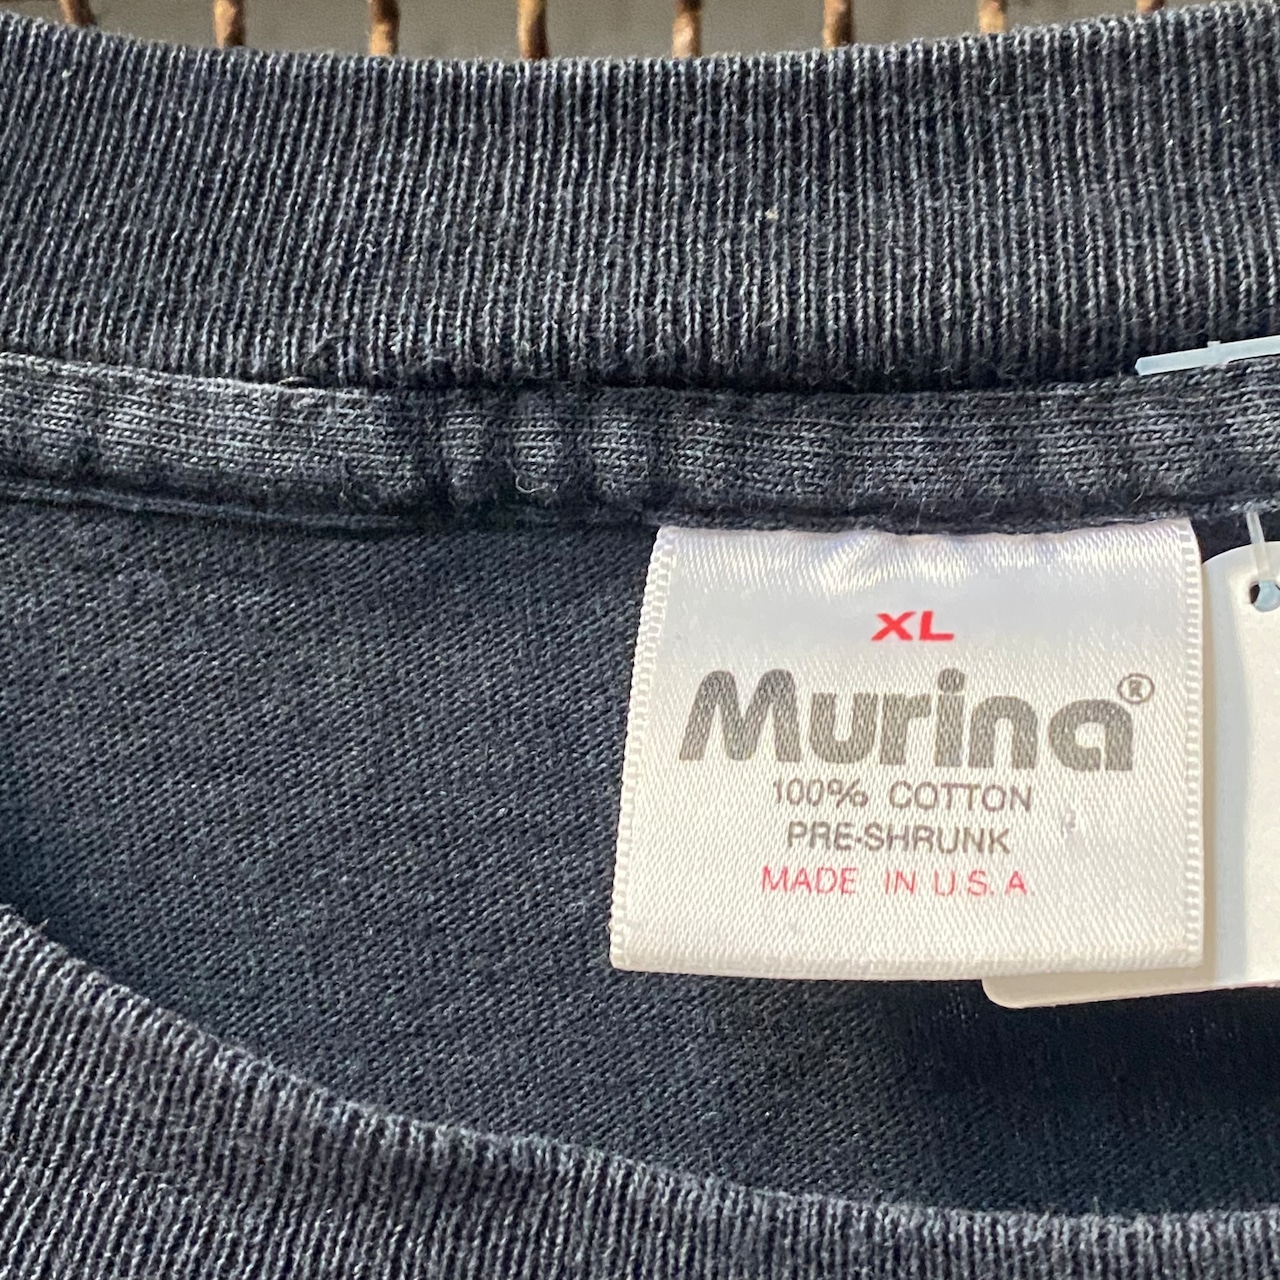 XL
Murina®
100% COTTON
PRE-SHRUNK
MADE IN U.S.A